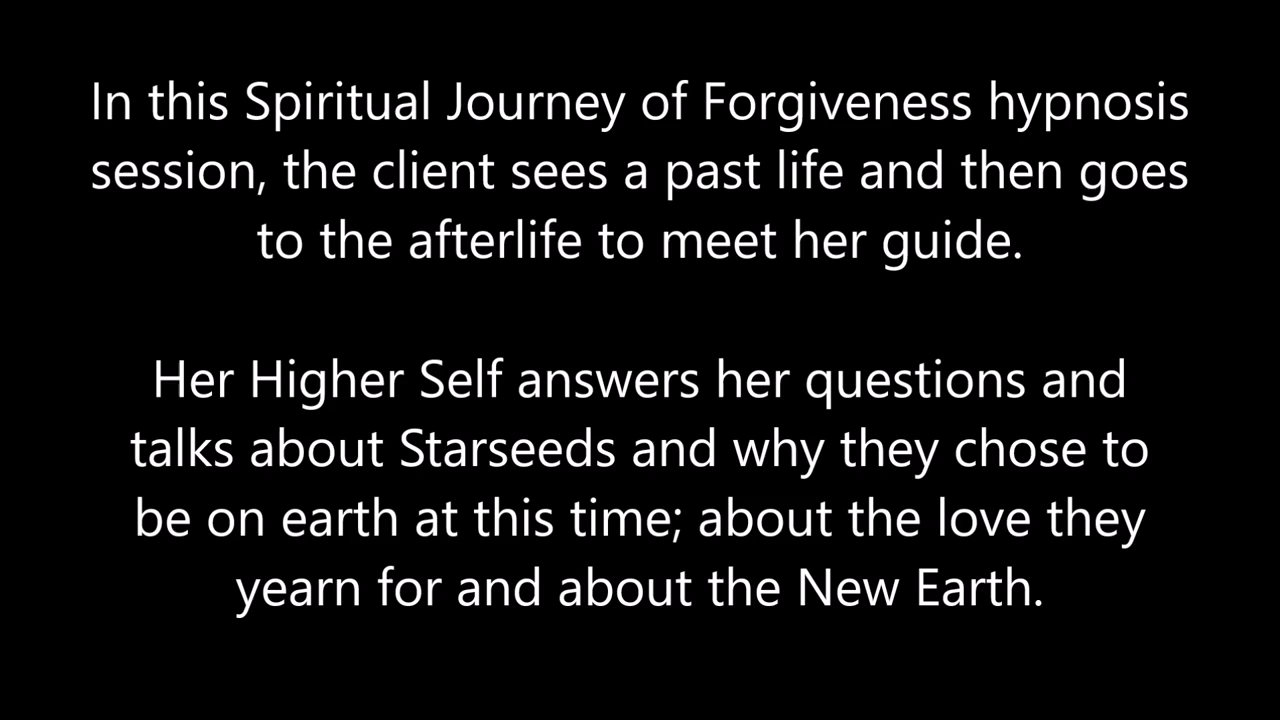 In this Spiritual Journey of Forgiveness hypnosis
session, the client sees a past life and then goes
to the afterlife to meet her guide.
Her Higher Self answers her questions and
talks about Starseeds and why they chose to
be on earth at this time; about the love they
yearn for and about the New Earth.